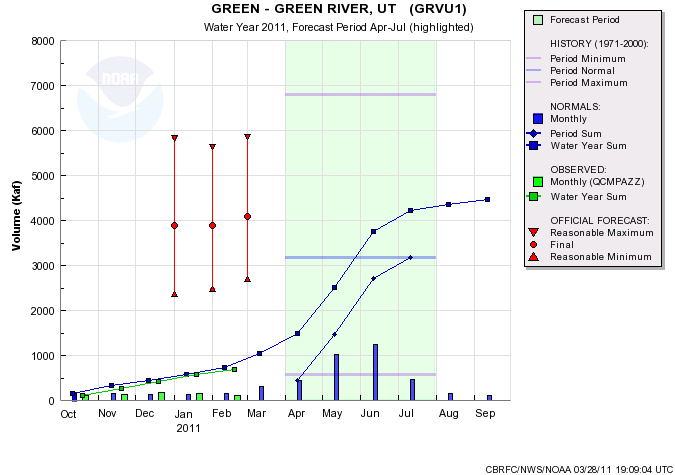 GREEN - GREEN RIVER, UT (GRVU1)
Water Year 2011, Forecast Period Apr-Jul (highlighted)
8000
7000
6000
5000
4000
3000
2000
1000
0
Volume (Kaf)
NOAA
Oct Nov Dec Jan Feb Mar Apr May Jun Jul Aug Sep
2011
Forecast Period
HISTORY (1971-2000):
Period Minimum
Period Normal
Period Maximum
NORMALS:
Monthly
Period Sum
Water Year Sum
OBSERVED:
Monthly (QCMPAZZ)
Water Year Sum
OFFICIAL FORECAST:
Reasonable Maximum
Final
Reasonable Minimum
CBRFC/NWS/NOAA 03/28/11 19:09:04 UTC